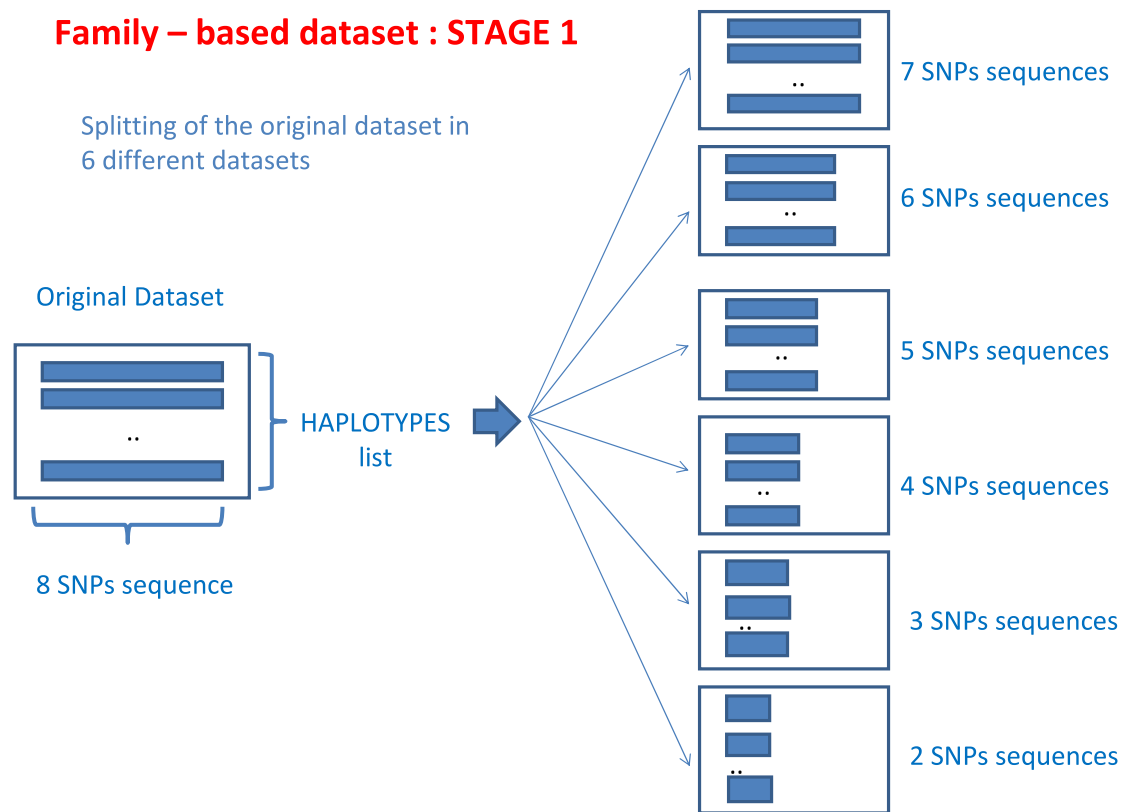 Family – based dataset : STAGE 1
Splitting of the original dataset in
6 different datasets
Original Dataset
..
8 SNPs sequence
HAPLOTYPES
list
..
7 SNPs sequences
..
6 SNPs sequences
..
5 SNPs sequences
..
4 SNPs sequences
..
3 SNPs sequences
..
2 SNPs sequences